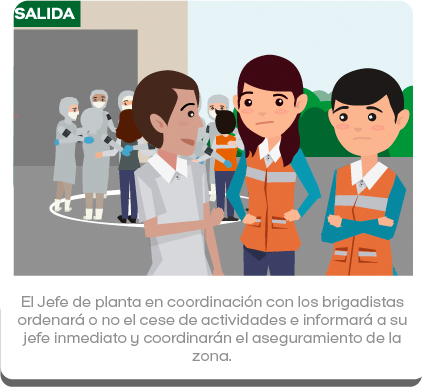 SALIDA
El Jefe de planta en coordinación con los brigadistas
ordenará o no el cese de actividades e informará a su
jefe inmediato y coordinarán el aseguramiento de la
zona.